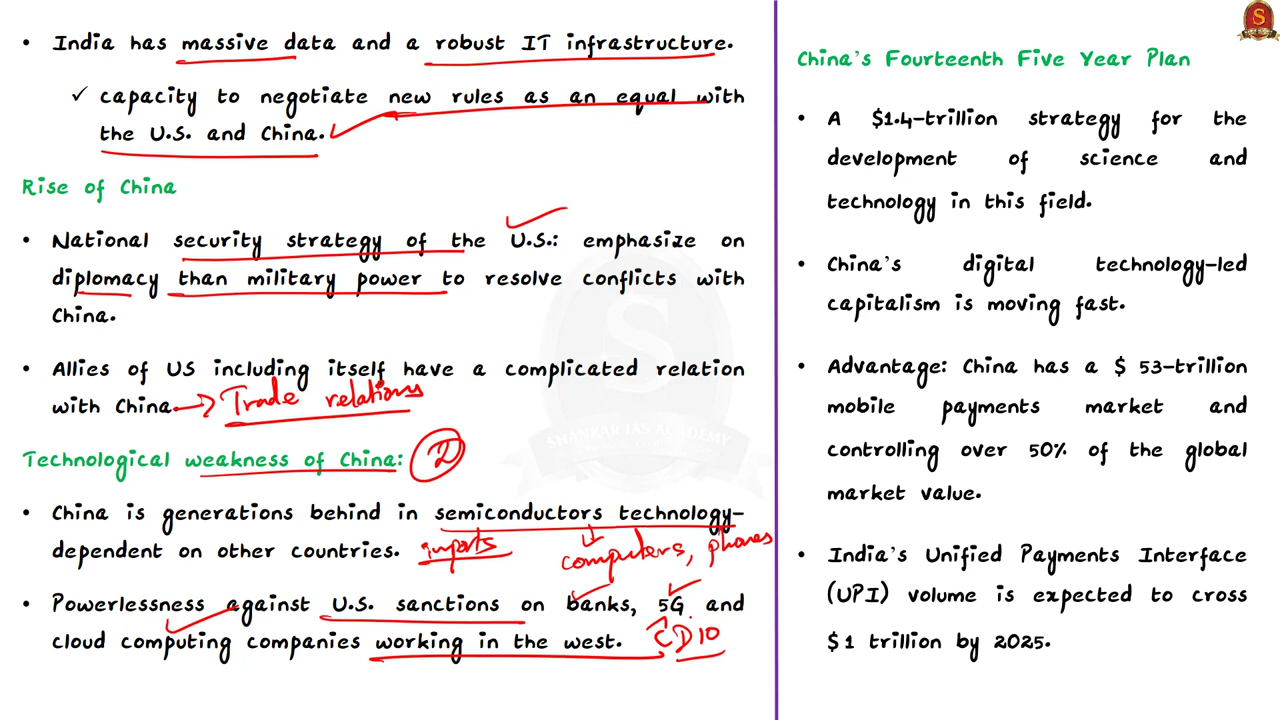 • India has massive data and a robust IT infrastructure.
✓ capacity to negotiate new rules as an equal with
the U.S. and China.
Rise of China
• National security strategy of the U.S.: emphasize on
diplomacy than military power to resolve conflicts with
China.
• Allies of US including itself have a complicated relation
with China → Trade relations
Technological weakness of China: 2
• China is generations behind in semiconductors technology-
dependent on other countries. imports
computers, phones
• Powerlessness against U.S. sanctions on banks, 5G and
cloud computing companies working in the west.
China's Fourteenth Five Year Plan
• A $1.4-trillion strategy for the
development of science and
technology in this field.
• China's digital technology-led
capitalism is moving fast.
• Advantage: China has a $ 53-trillion
mobile payments market and
controlling over 50% of the global
market value.
• India's Unified Payments Interface
(UPI) volume is expected to cross
$1 trillion by 2025.
S
SHANKAR IAS ACADEMY